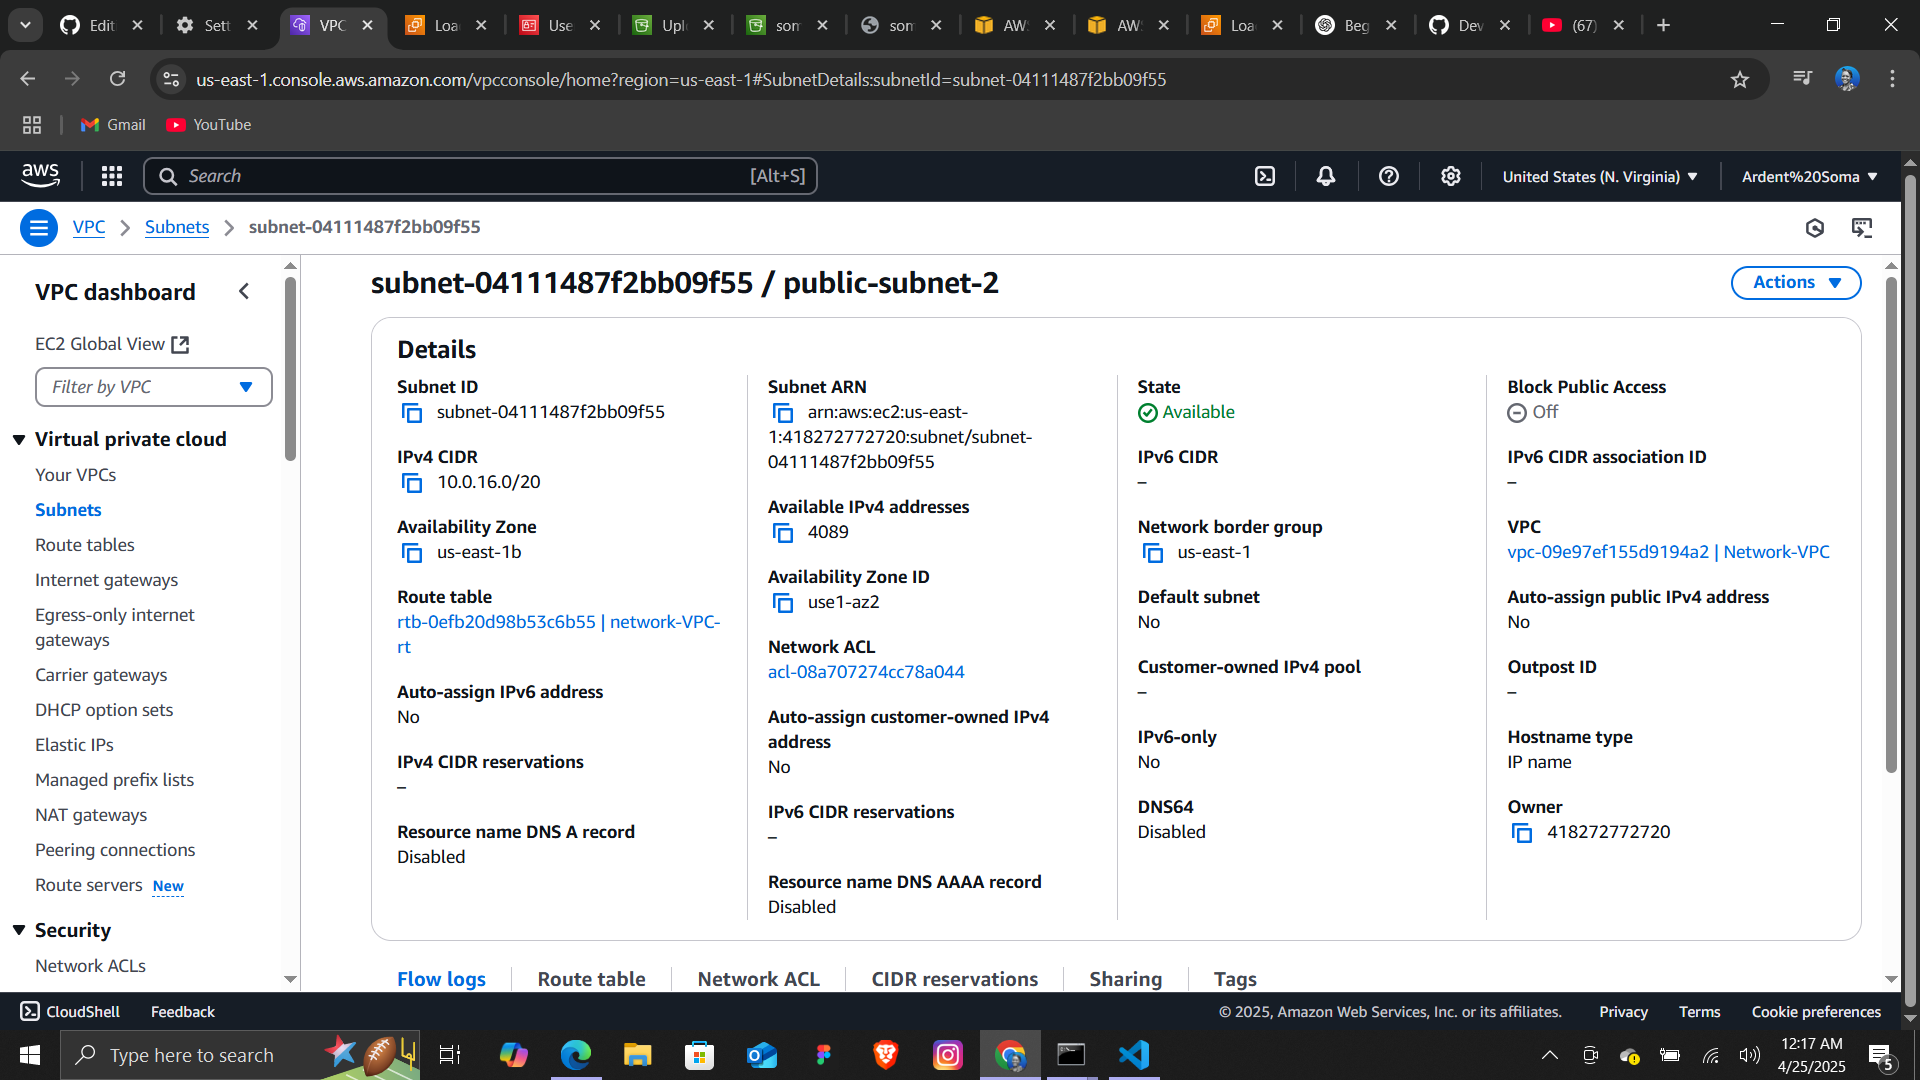 Edit
Sett
VPC
Loa
Use
Uplo
som
som
AWS
AWS
Loa
Beg
Dev
(67)
us-east-1.console.aws.amazon.com/vpcconsole/home?region=us-east-1#SubnetDetails:subnetId=subnet-04111487f2bb09f55
Gmail
YouTube
aws
Search
[Alt+S]
United States (N. Virginia)
Ardent%20Soma
VPC
Subnets
subnet-04111487f2bb09f55
VPC dashboard
EC2 Global View
Filter by VPC
Virtual private cloud
Your VPCs
Subnets
Route tables
Internet gateways
Egress-only internet
gateways
Carrier gateways
DHCP option sets
Elastic IPs
Managed prefix lists
NAT gateways
Peering connections
Route servers New
Security
Network ACLs
subnet-04111487f2bb09f55 / public-subnet-2
Actions
Details
Subnet ID
subnet-04111487f2bb09f55
IPv4 CIDR
10.0.16.0/20
Availability Zone
us-east-1b
Route table
rtb-0efb20d98b53c6b55 | network-VPC-
rt
Auto-assign IPv6 address
No
IPv4 CIDR reservations
–
Resource name DNS A record
Disabled
Subnet ARN
arn:aws:ec2:us-east-
1:418272772720:subnet/subnet-
04111487f2bb09f55
Available IPv4 addresses
4089
Availability Zone ID
use1-az2
Network ACL
acl-08a707274cc78a044
Auto-assign customer-owned IPv4
address
No
IPv6 CIDR reservations
–
Resource name DNS AAAA record
Disabled
State
Available
IPv6 CIDR
–
Network border group
us-east-1
Default subnet
No
Customer-owned IPv4 pool
–
IPv6-only
No
DNS64
Disabled
Block Public Access
Off
IPv6 CIDR association ID
–
VPC
vpc-09e97ef155d9194a2 | Network-VPC
Auto-assign public IPv4 address
No
Outpost ID
–
Hostname type
IP name
Owner
418272772720
Flow logs
Route table
Network ACL
CIDR reservations
Sharing
Tags
CloudShell
Feedback
© 2025, Amazon Web Services, Inc. or its affiliates.
Privacy
Terms
Cookie preferences
Type here to search
12:17 AM
4/25/2025
5